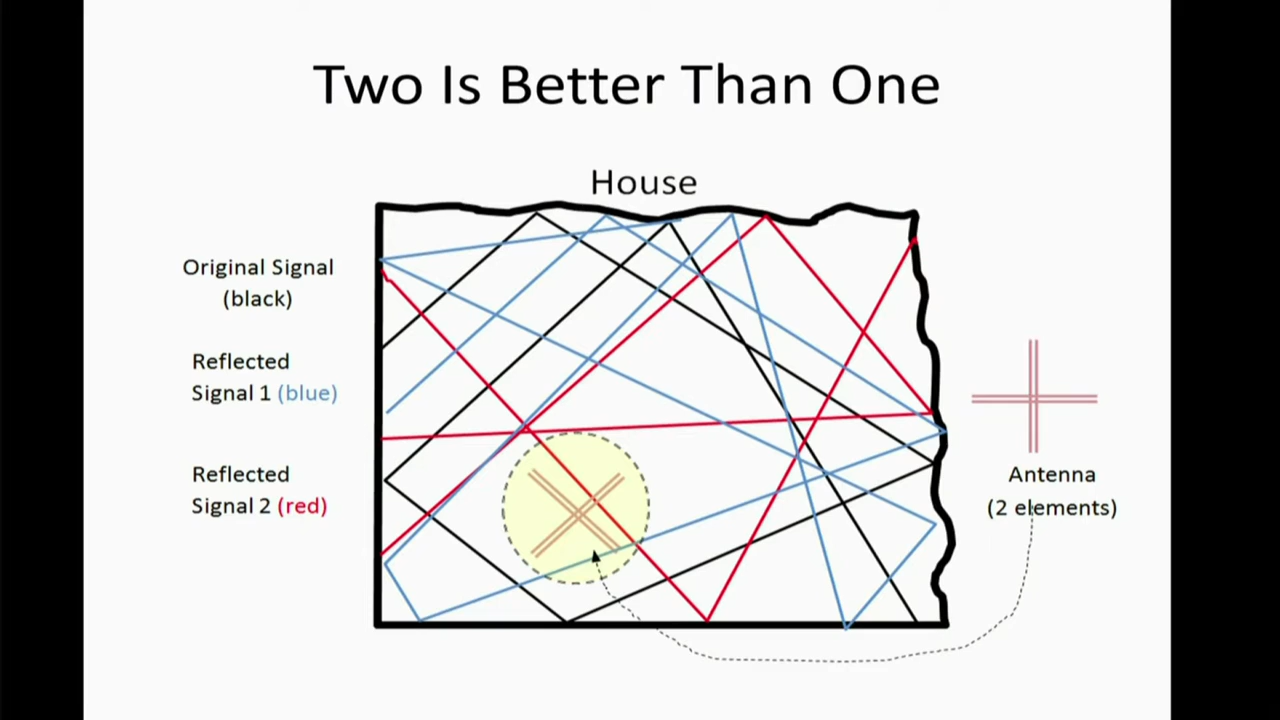 Two Is Better Than One
House
Original Signal
(black)
Reflected
Signal 1 (blue)
Reflected
Signal 2 (red)
Antenna
(2 elements)